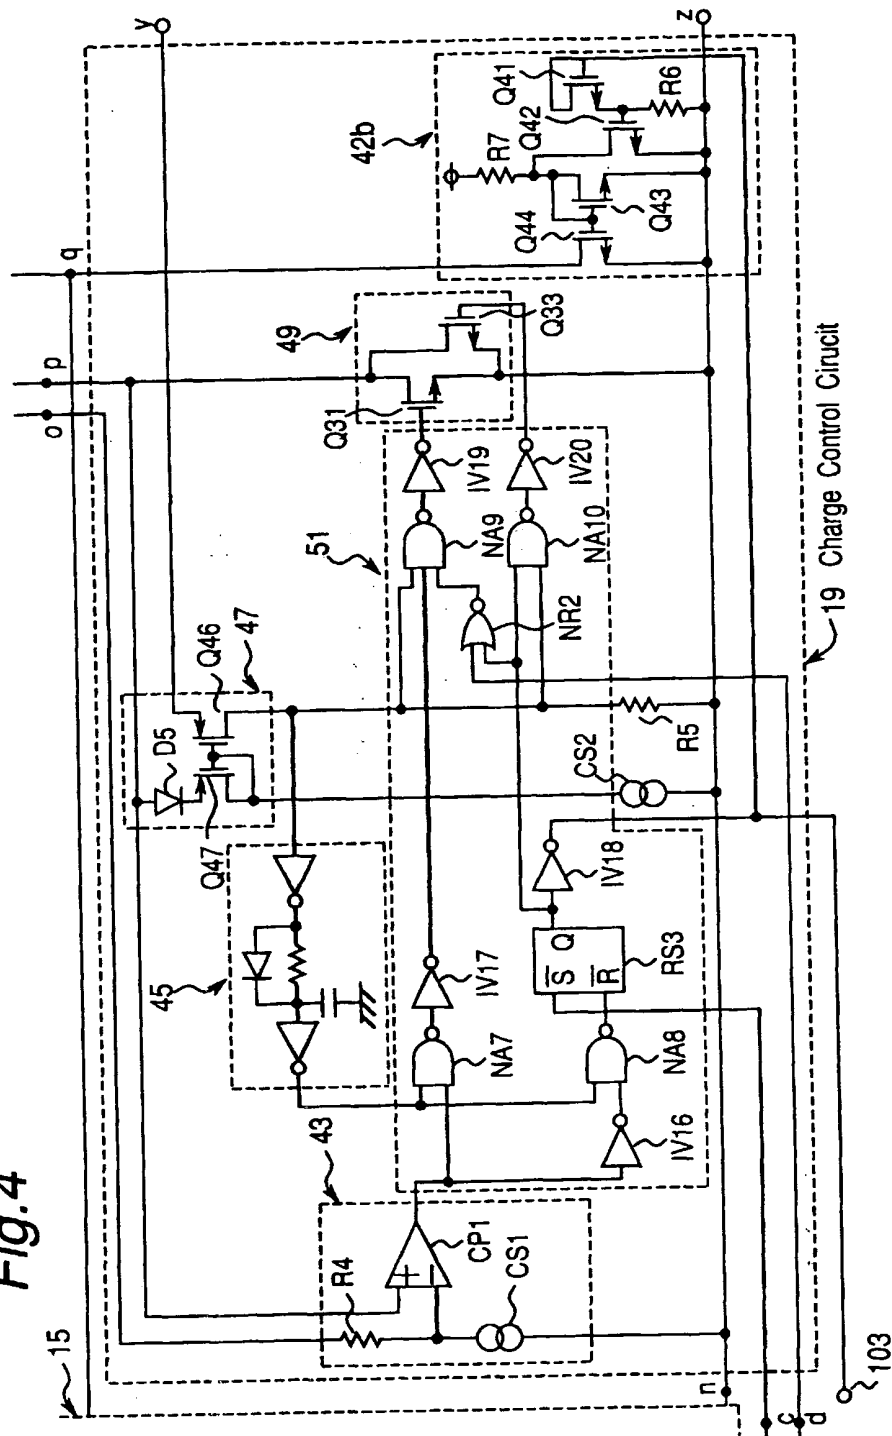 Fig.4
15
y
z
q
p
o
n
c
d
103
19 Charge Control Cirucit
42b
Q41
R6
Q42
R7
Q43
Q44
49
Q33
Q31
51
IV19
IV20
NA9
NA10
NR2
47
Q46
D5
Q47
R5
CS2
45
IV17
IV18
NA7
S Q
R
RS3
NA8
IV16
43
R4
+
−
CP1
CS1